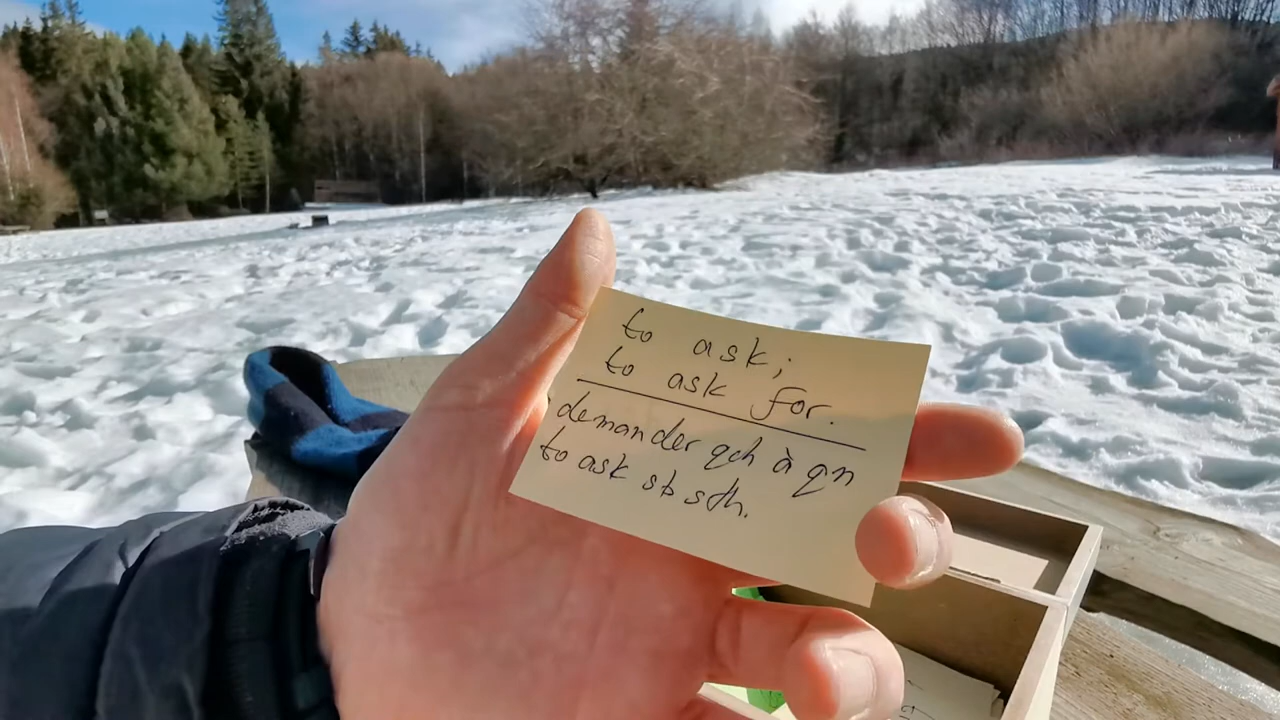 to ask;
to ask for.
demander qch à qn
to ask sb sth.